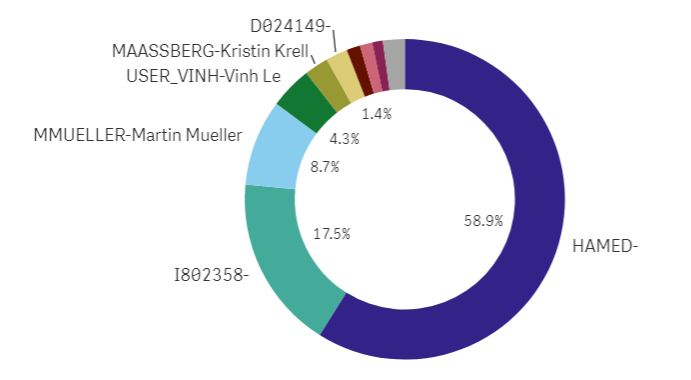 D024149-
MAASSBERG-Kristin Krell
USER_VINH-Vinh Le
1.4%
MMUELLER-Martin Mueller
4.3%
8.7%
58.9%
17.5%
HAMED-
I802358-